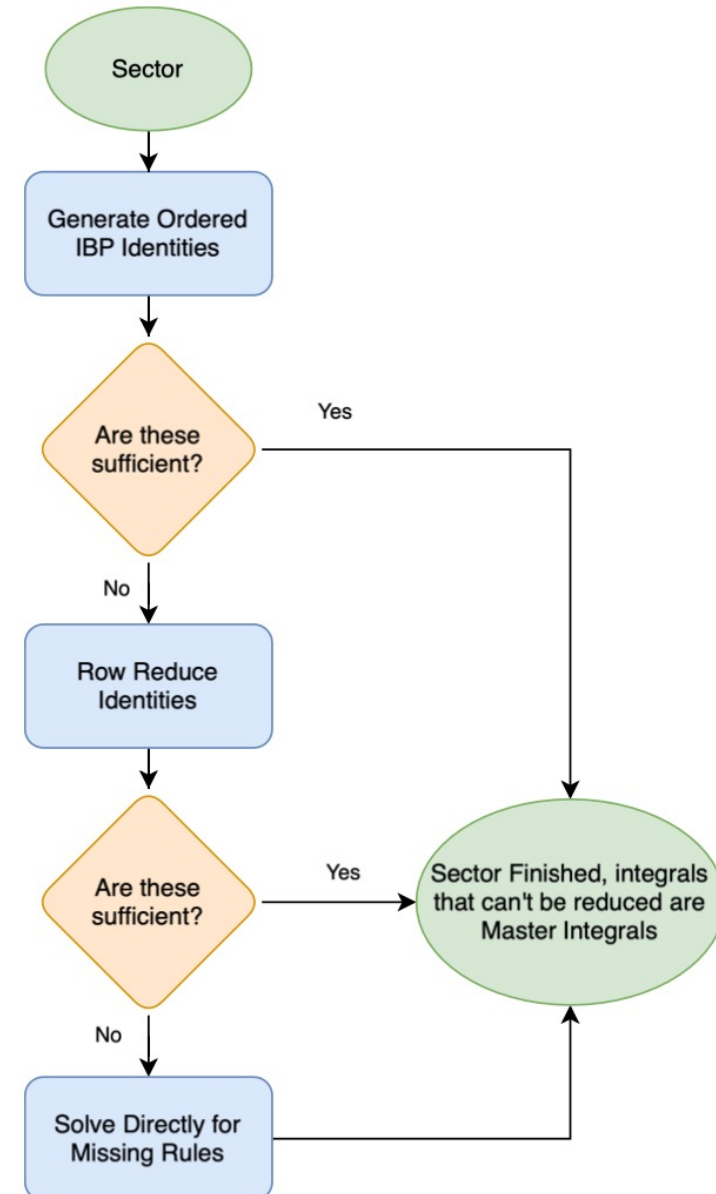 Sector
Generate Ordered
IBP Identities
Yes
Are these
sufficient?
No
Row Reduce
Identities
Are these
sufficient?
Yes
Sector Finished, integrals
that can't be reduced are
Master Integrals
No
Solve Directly for
Missing Rules